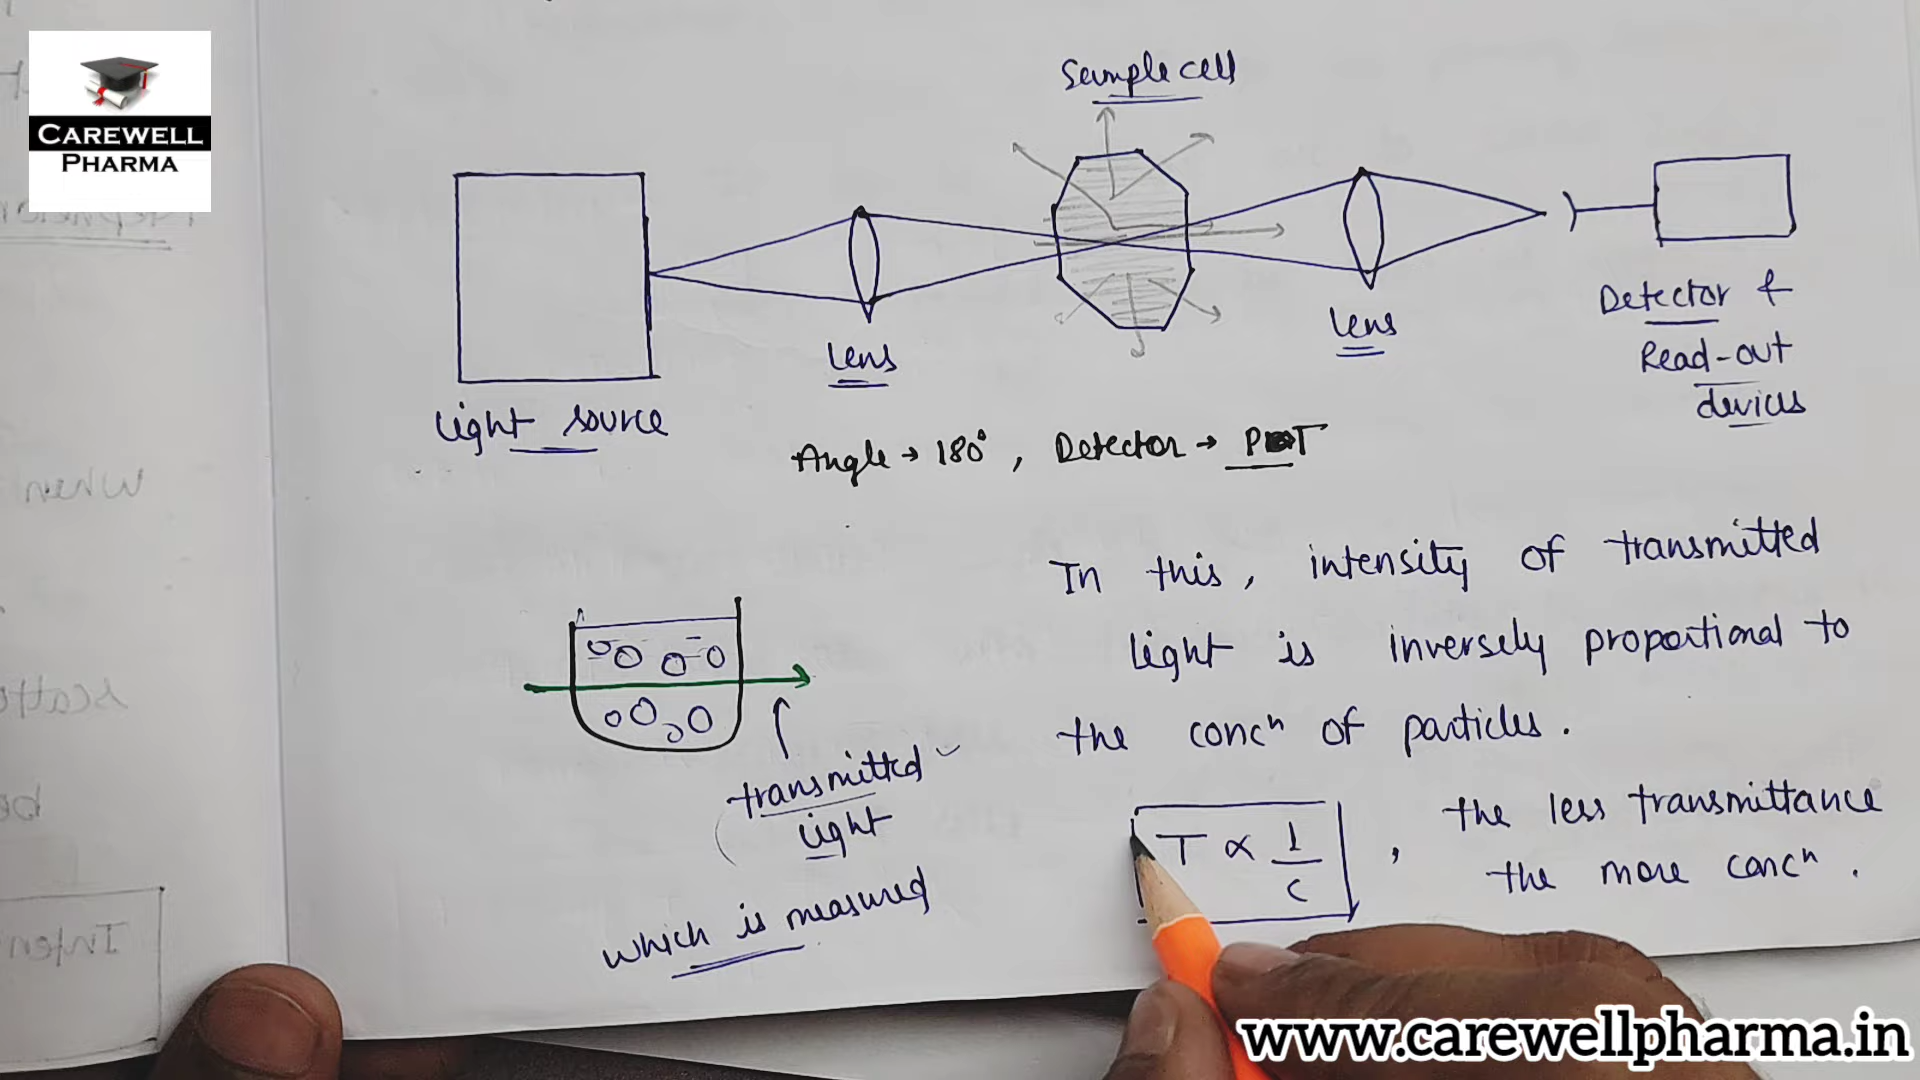 CAREWELL
PHARMA
Sample cell
Lens
Lens
Light source
Detector &
Read-out
devices
Angle → 180°, Detector →
In this, intensity of transmitted
light is inversely proportional to
the concⁿ of particles.
transmitted
light
which is measured
T ∝ 1/c , the less transmittance
the more concⁿ.
www.carewellpharma.in